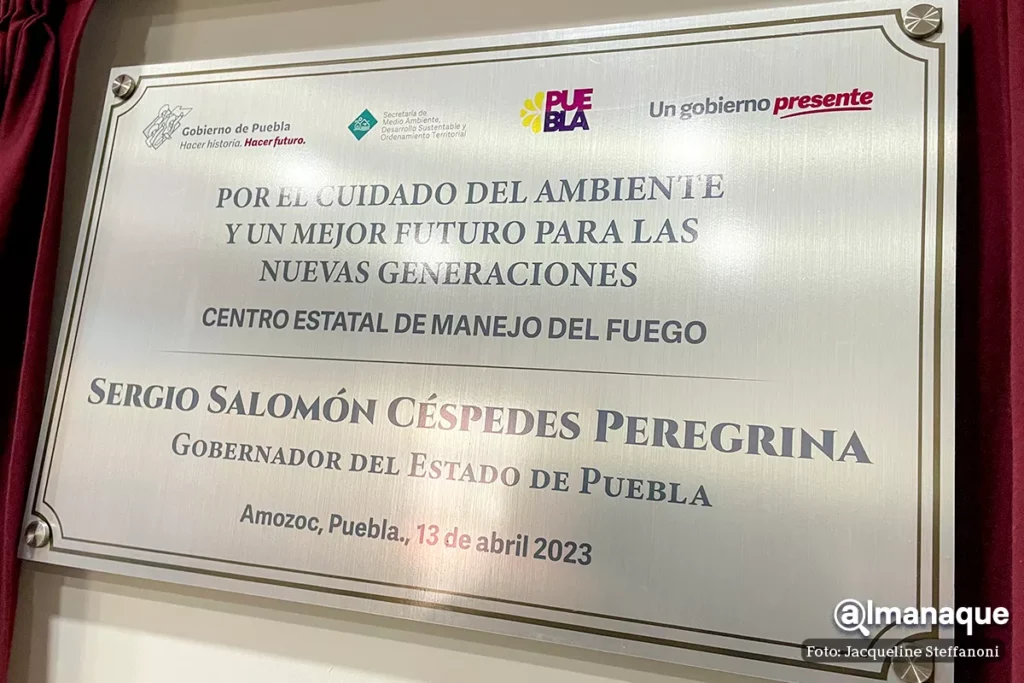 Gobierno de Puebla
Hacer historia. Hacer futuro.
Secretaría de
Medio Ambiente,
Desarrollo Sustentable y
Ordenamiento Territorial
PUE
BLA
Un gobierno presente
POR EL CUIDADO DEL AMBIENTE
Y UN MEJOR FUTURO PARA LAS
NUEVAS GENERACIONES
CENTRO ESTATAL DE MANEJO DEL FUEGO
SERGIO SALOMÓN CÉSPEDES PEREGRINA
GOBERNADOR DEL ESTADO DE PUEBLA
Amozoc, Puebla., 13 de abril 2023
@lmanaque
Foto: Jacqueline Steffanoni